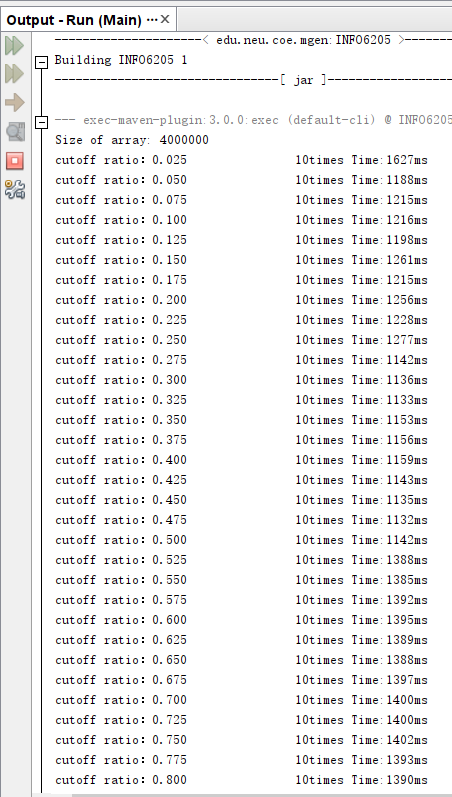 Output - Run (Main) ...
--------------------< edu.neu.coe.mgen:INFO6205 >---
Building INFO6205 1
--------------------------------[ jar ]------------------
--- exec-maven-plugin:3.0.0:exec (default-cli) @ INFO6205
Size of array: 4000000
cutoff ratio: 0.025 10times Time:1627ms
cutoff ratio: 0.050 10times Time:1188ms
cutoff ratio: 0.075 10times Time:1215ms
cutoff ratio: 0.100 10times Time:1216ms
cutoff ratio: 0.125 10times Time:1198ms
cutoff ratio: 0.150 10times Time:1261ms
cutoff ratio: 0.175 10times Time:1215ms
cutoff ratio: 0.200 10times Time:1256ms
cutoff ratio: 0.225 10times Time:1228ms
cutoff ratio: 0.250 10times Time:1277ms
cutoff ratio: 0.275 10times Time:1142ms
cutoff ratio: 0.300 10times Time:1136ms
cutoff ratio: 0.325 10times Time:1133ms
cutoff ratio: 0.350 10times Time:1153ms
cutoff ratio: 0.375 10times Time:1156ms
cutoff ratio: 0.400 10times Time:1159ms
cutoff ratio: 0.425 10times Time:1143ms
cutoff ratio: 0.450 10times Time:1135ms
cutoff ratio: 0.475 10times Time:1132ms
cutoff ratio: 0.500 10times Time:1142ms
cutoff ratio: 0.525 10times Time:1388ms
cutoff ratio: 0.550 10times Time:1385ms
cutoff ratio: 0.575 10times Time:1392ms
cutoff ratio: 0.600 10times Time:1395ms
cutoff ratio: 0.625 10times Time:1389ms
cutoff ratio: 0.650 10times Time:1388ms
cutoff ratio: 0.675 10times Time:1397ms
cutoff ratio: 0.700 10times Time:1400ms
cutoff ratio: 0.725 10times Time:1400ms
cutoff ratio: 0.750 10times Time:1402ms
cutoff ratio: 0.775 10times Time:1393ms
cutoff ratio: 0.800 10times Time:1390ms